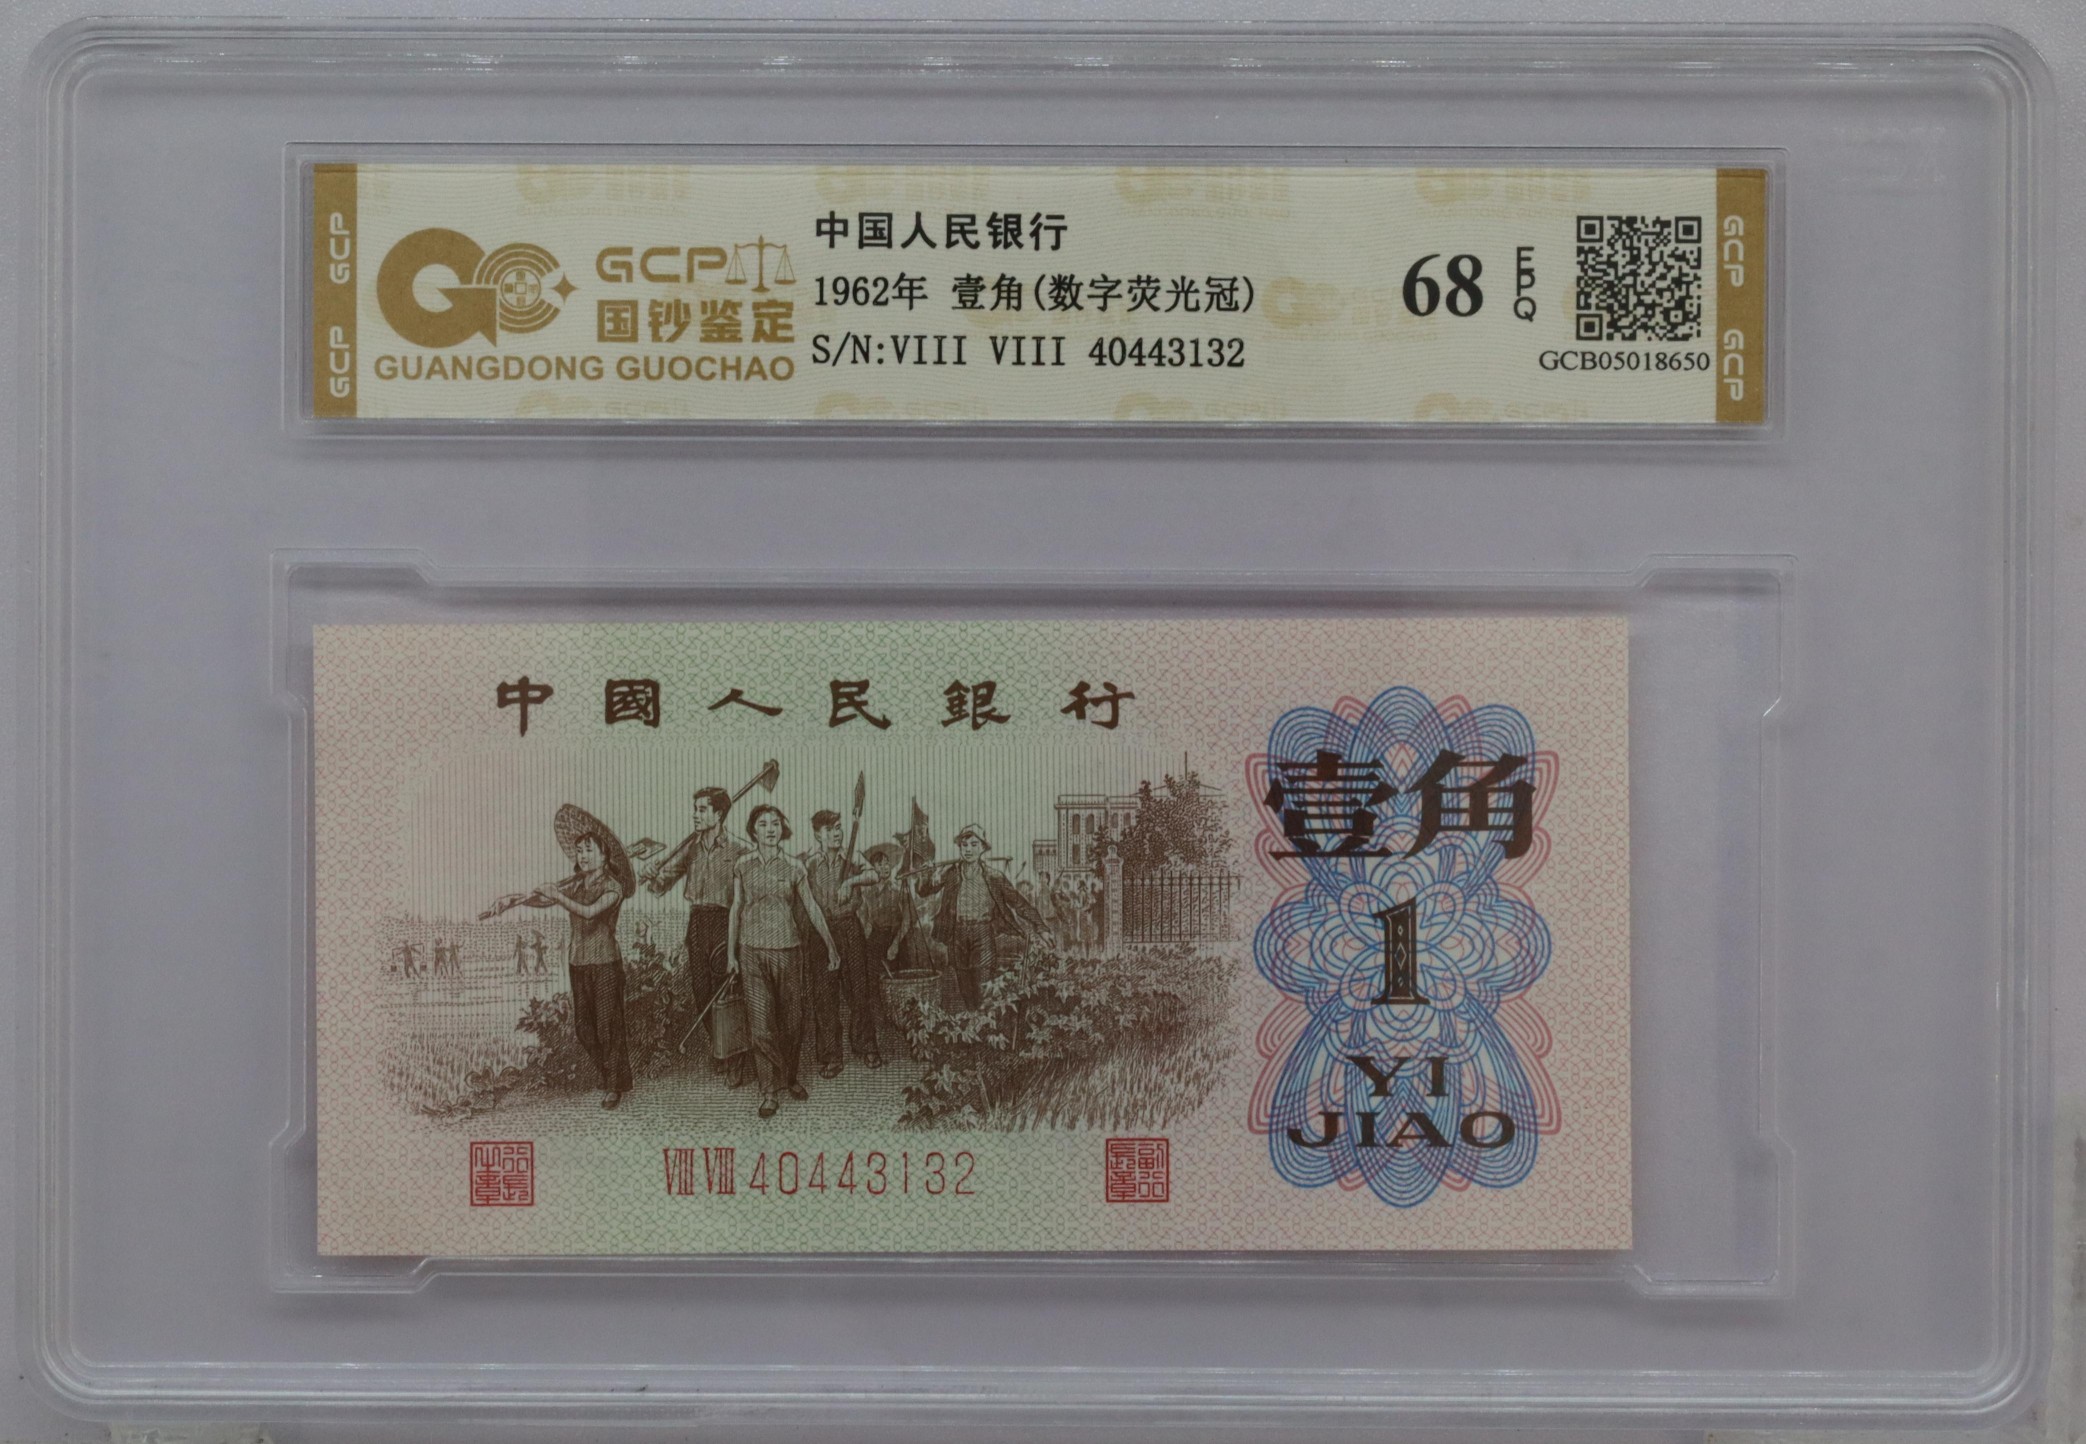 GCP
GCP
GCP
国钞鉴定
GUANGDONG GUOCHAO
中国人民银行
1962年 壹角(数字荧光冠)
S/N:VIII VIII 40443132
68
EPQ
GCB05018650
GCP
GCP
中國人民銀行
壹角
1
YI
JIAO
VIII VIII 40443132